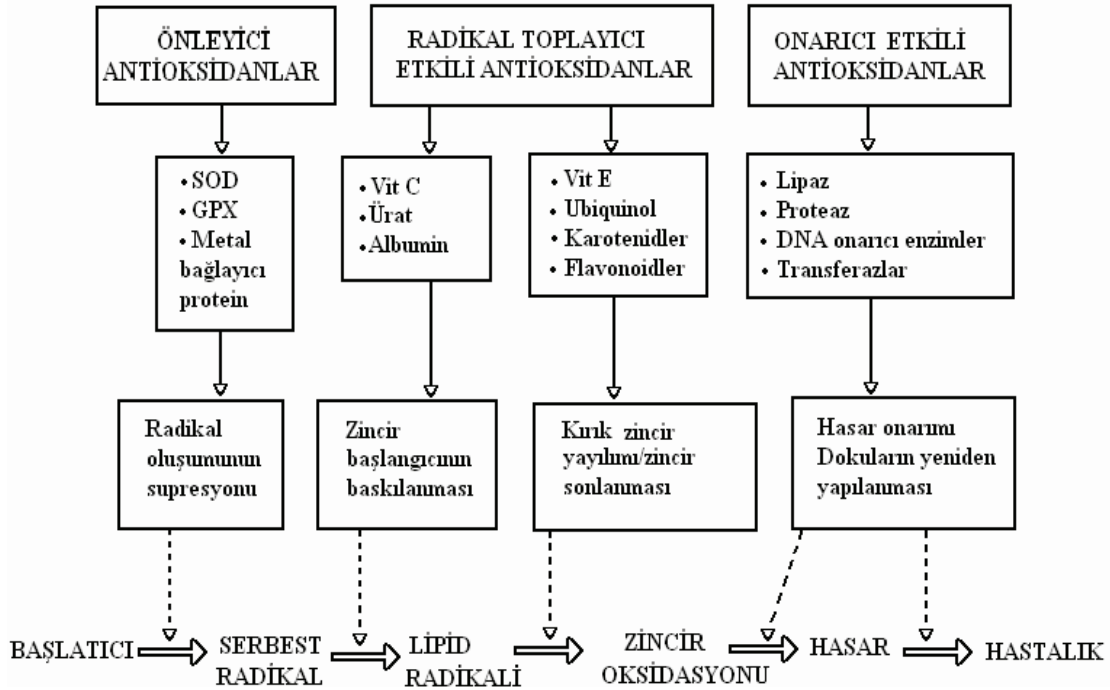 ÖNLEYİCİ
ANTİOKSİDANLAR
RADİKAL TOPLAYICI
ETKİLİ ANTİOKSİDANLAR
ONARICI ETKİLİ
ANTİOKSİDANLAR
• SOD
• GPX
• Metal
bağlayıcı
protein
• Vit C
• Ürat
• Albumin
• Vit E
• Ubiquinol
• Karotenidler
• Flavonoidler
• Lipaz
• Proteaz
• DNA onarıcı enzimler
• Transferazlar
Radikal
oluşumunun
supresyonu
Zincir
başlangıcının
baskılanması
Kırık zincir
yayılımı/zincir
sonlanması
Hasar onarımı
Dokuların yeniden
yapılanması
BAŞLATICI
SERBEST
RADİKAL
LİPİD
RADİKALİ
ZİNCİR
OKSİDASYONU
HASAR
HASTALIK